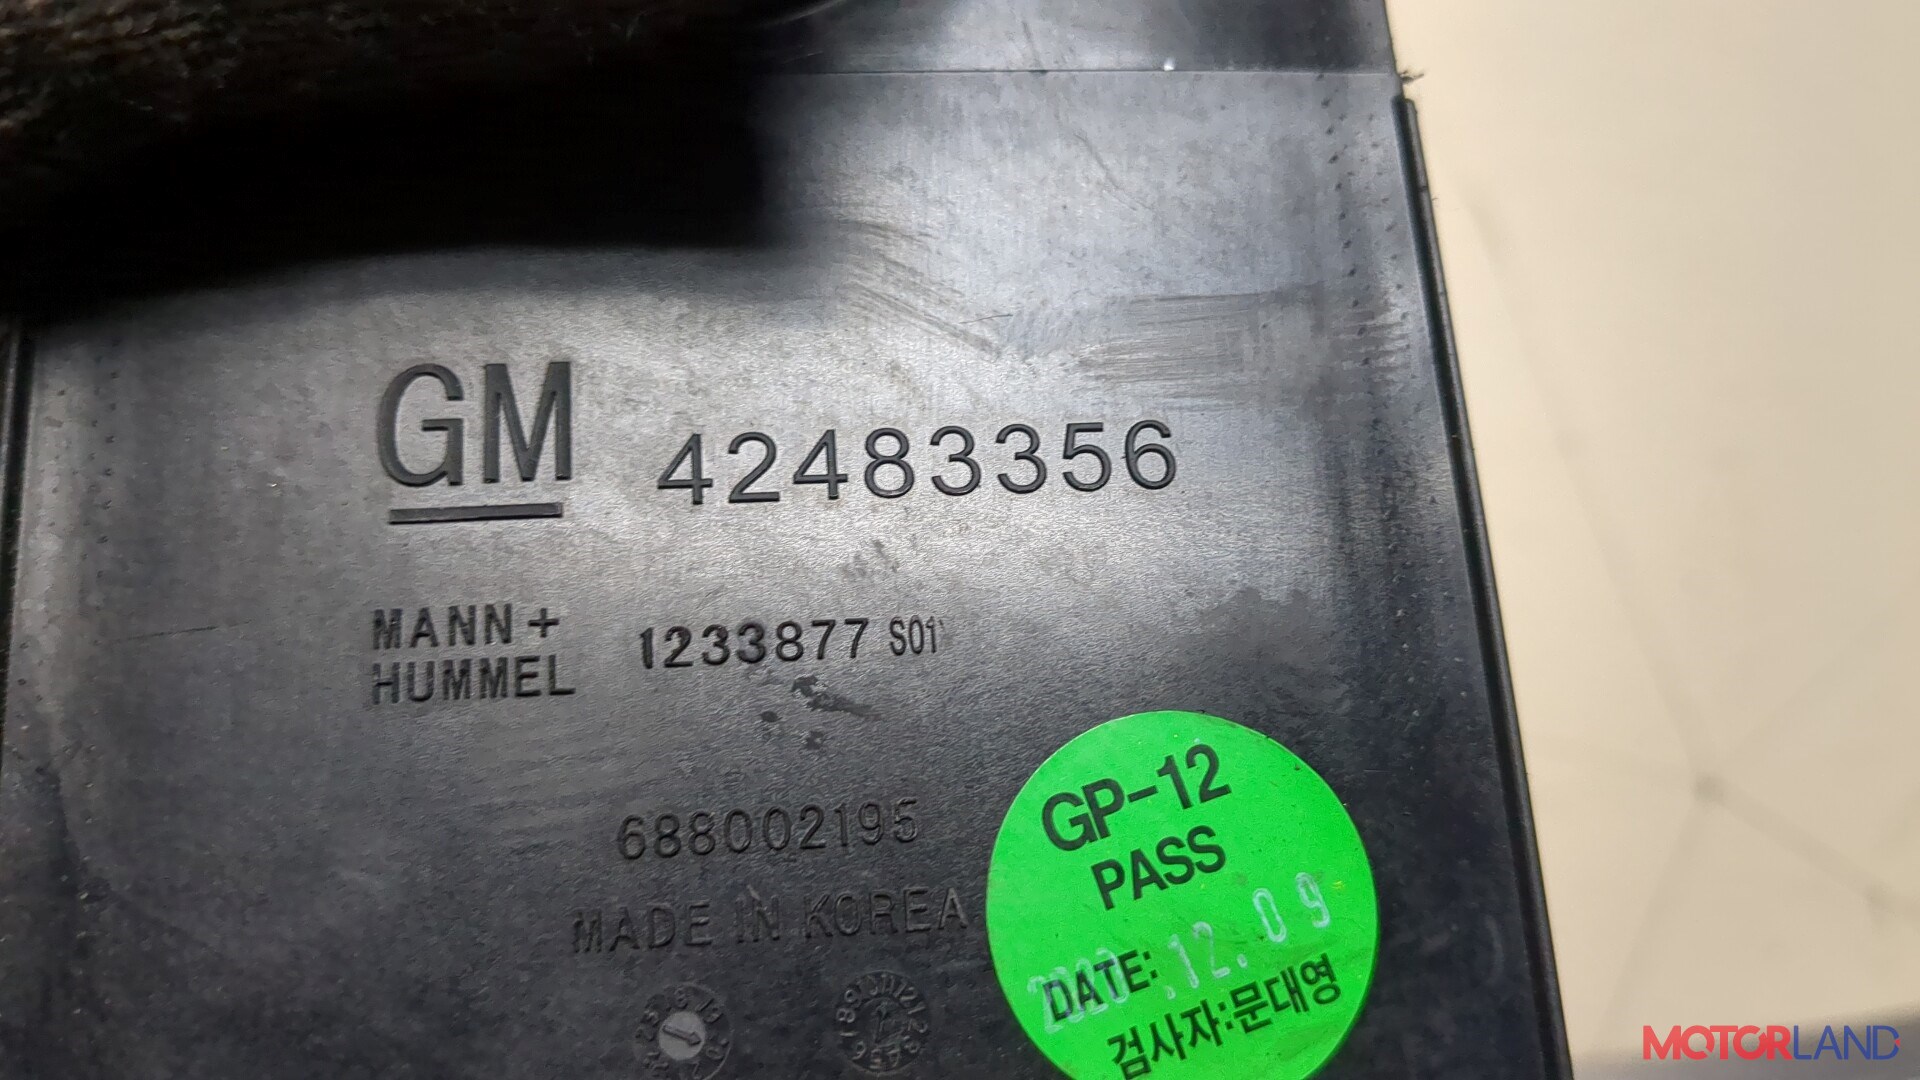 GM 42483356
MANN+
HUMMEL
1233877 S01
688002195
MADE IN KOREA
GP-12
PASS
DATE: 2020.12.09
검사자:문대영
MOTORLAND